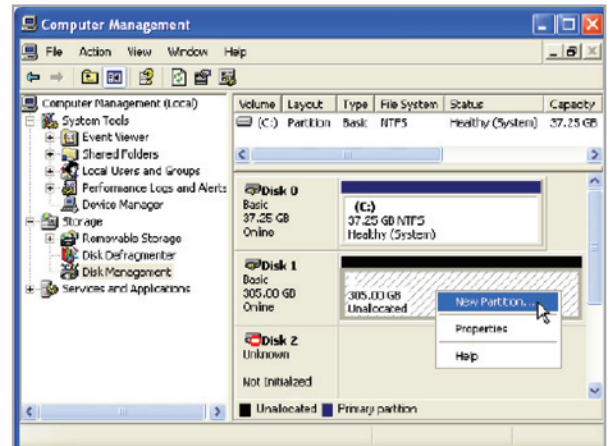 Computer Management
File Action View Window Help
Computer Management (Local)
System Tools
Event Viewer
Shared Folders
Local Users and Groups
Performance Logs and Alerts
Device Manager
Storage
Removable Storage
Disk Defragmenter
Disk Management
Services and Applications
Volume Layout Type File System Status Capacity
(C:) Partition Basic NTFS Healthy (System) 37.25 GB
Disk 0
Basic
37.25 GB
Online
(C:)
37.25 GB NTFS
Healthy (System)
Disk 1
Basic
305.00 GB
Online
305.00 GB
Unallocated
New Partition...
Properties
Help
Disk 2
Unknown
Not Initialized
Unallocated Primary partition